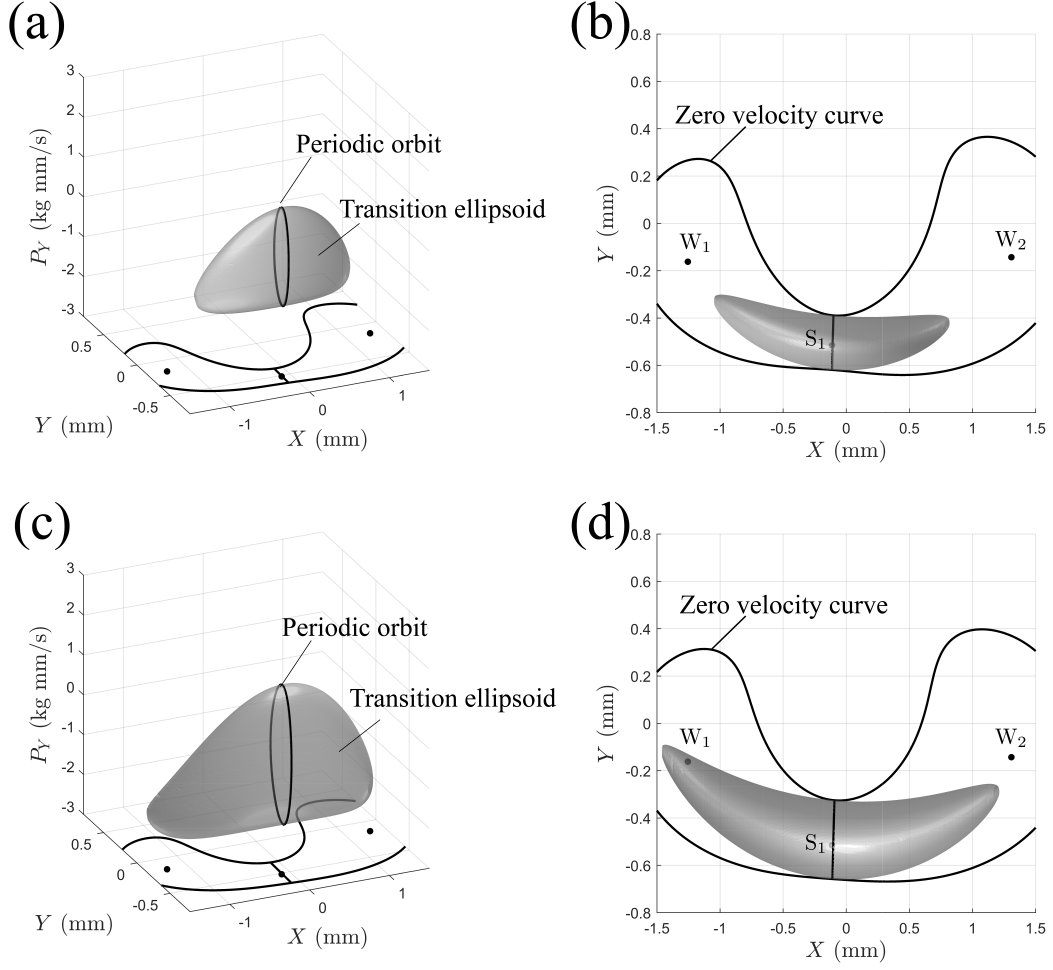 (a)
3
2
1
0
-1
-2
-3
P_Y (kg mm/s)
Periodic orbit
Transition ellipsoid
0.5
0
-0.5
Y (mm)
-1
0
1
X (mm)
(b)
0.8
0.6
0.4
0.2
0
-0.2
-0.4
-0.6
-0.8
Y (mm)
Zero velocity curve
W₁
W₂
S₁
-1.5
-1
-0.5
0
0.5
1
1.5
X (mm)
(c)
3
2
1
0
-1
-2
-3
P_Y (kg mm/s)
Periodic orbit
Transition ellipsoid
0.5
0
-0.5
Y (mm)
-1
0
1
X (mm)
(d)
0.8
0.6
0.4
0.2
0
-0.2
-0.4
-0.6
-0.8
Y (mm)
Zero velocity curve
W₁
W₂
S₁
-1.5
-1
-0.5
0
0.5
1
1.5
X (mm)